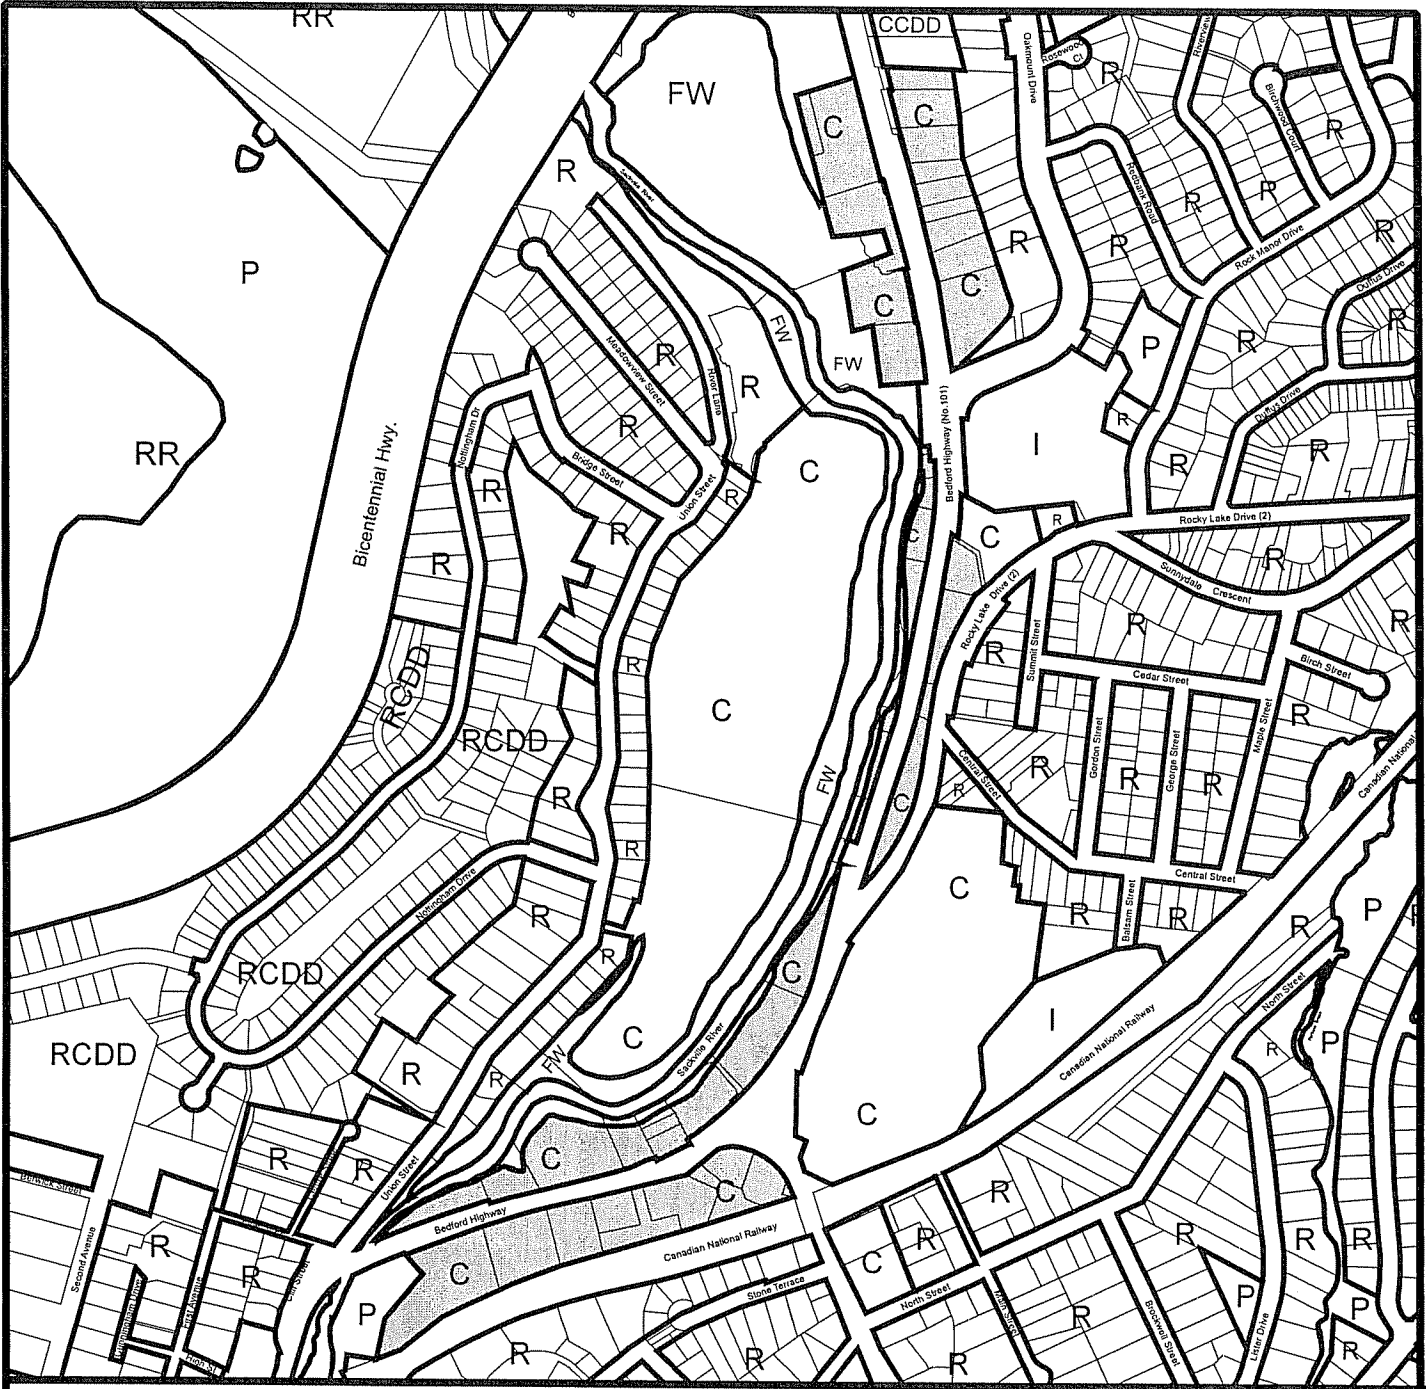 RR
CCDD
Oakmount Drive
Rosewood
Ct
R
Riverview
FW
C
C
Birchwood Court
R
R
Redbank Road
R
R
R
R
Rock Manor Drive
R
Duffus Drive
P
C
C
FW
FW
P
R
R
R
R
Meadowview Street
River Lane
R
R
Bedford Highway (No.101)
R
Duffus Drive
R
Nottingham Dr
RR
Bicentennial Hwy.
Bridge Street
C
I
R
R
Union Street
R
R
C
C
R
Rocky Lake Drive (2)
R
Rocky Lake Drive (2)
Sunnydale Crescent
R
R
R
R
Summit Street
R
Birch Street
Cedar Street
RCDD
RCDD
C
Gordon Street
George Street
Maple Street
R
Canadian National
R
FW
C
Central Street
R
R
R
R
R
Nottingham Drive
C
Central Street
Balsam Street
R
R
P
R
R
R
North Street
RCDD
C
RCDD
C
Sackville River
I
Canadian National Railway
P
R
FW
R
R
C
C
R
R
Union Street
C
R
Bedford Highway
Canadian National Railway
R
C
R
R
R
R
Second Avenue
R
C
Stone Terrace
North Street
P
P
P
R
R
R
R
Main Street
R
Brockwell Street
Lister Drive